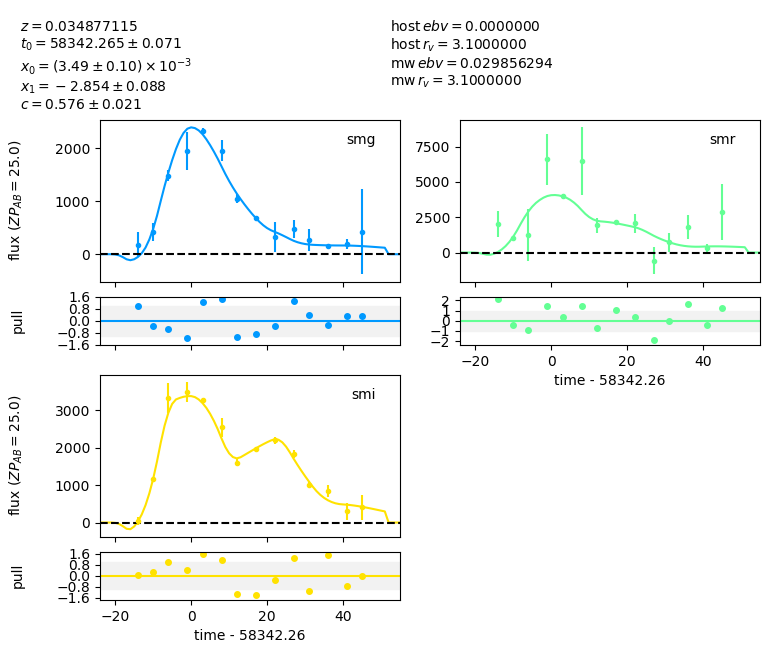 z = 0.034877115
t₀ = 58342.265 ± 0.071
x₀ = (3.49 ± 0.10) × 10⁻³
x₁ = −2.854 ± 0.088
c = 0.576 ± 0.021
host ebv = 0.0000000
host r_v = 3.1000000
mw ebv = 0.029856294
mw r_v = 3.1000000
smg
flux (ZP_AB = 25.0)
2000
1000
0
smr
7500
5000
2500
0
pull
1.6
0.8
0.0
−0.8
−1.6
2
1
0
−1
−2
−20 0 20 40
time - 58342.26
smi
flux (ZP_AB = 25.0)
3000
2000
1000
0
pull
1.6
0.8
0.0
−0.8
−1.6
−20 0 20 40
time - 58342.26